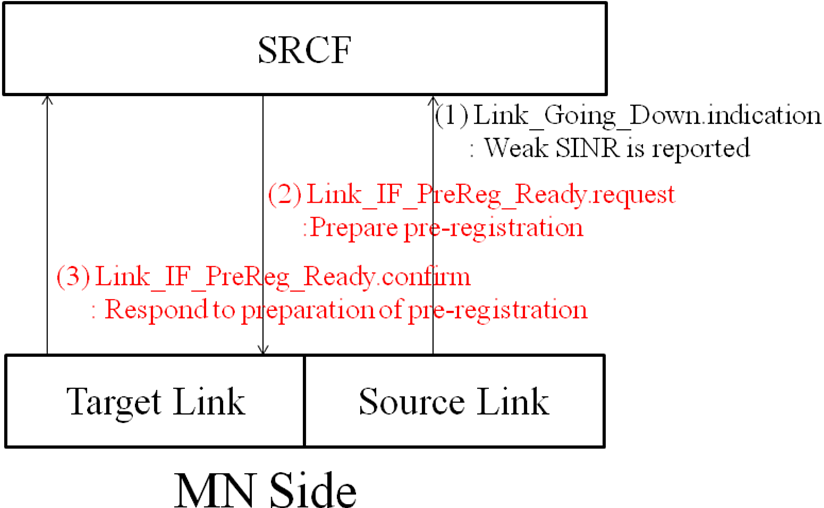 SRCF
(1) Link_Going_Down.indication
: Weak SINR is reported
(2) Link_IF_PreReg_Ready.request
:Prepare pre-registration
(3) Link_IF_PreReg_Ready.confirm
: Respond to preparation of pre-registration
Target Link
Source Link
MN Side